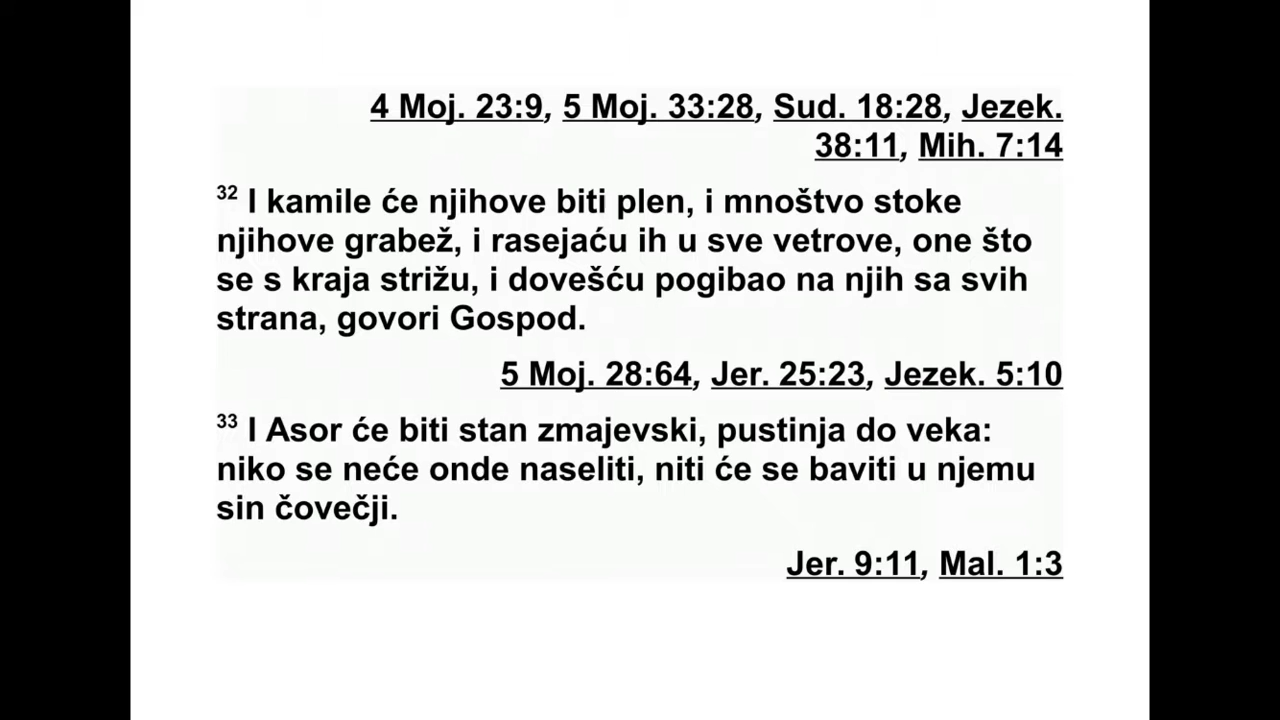 4 Moj. 23:9, 5 Moj. 33:28, Sud. 18:28, Jezek.
38:11, Mih. 7:14
32 I kamile će njihove biti plen, i mnoštvo stoke
njihove grabež, i rasejaću ih u sve vetrove, one što
se s kraja strižu, i dovešću pogibao na njih sa svih
strana, govori Gospod.
5 Moj. 28:64, Jer. 25:23, Jezek. 5:10
33 I Asor će biti stan zmajevski, pustinja do veka:
niko se neće onde naseliti, niti će se baviti u njemu
sin čovečji.
Jer. 9:11, Mal. 1:3